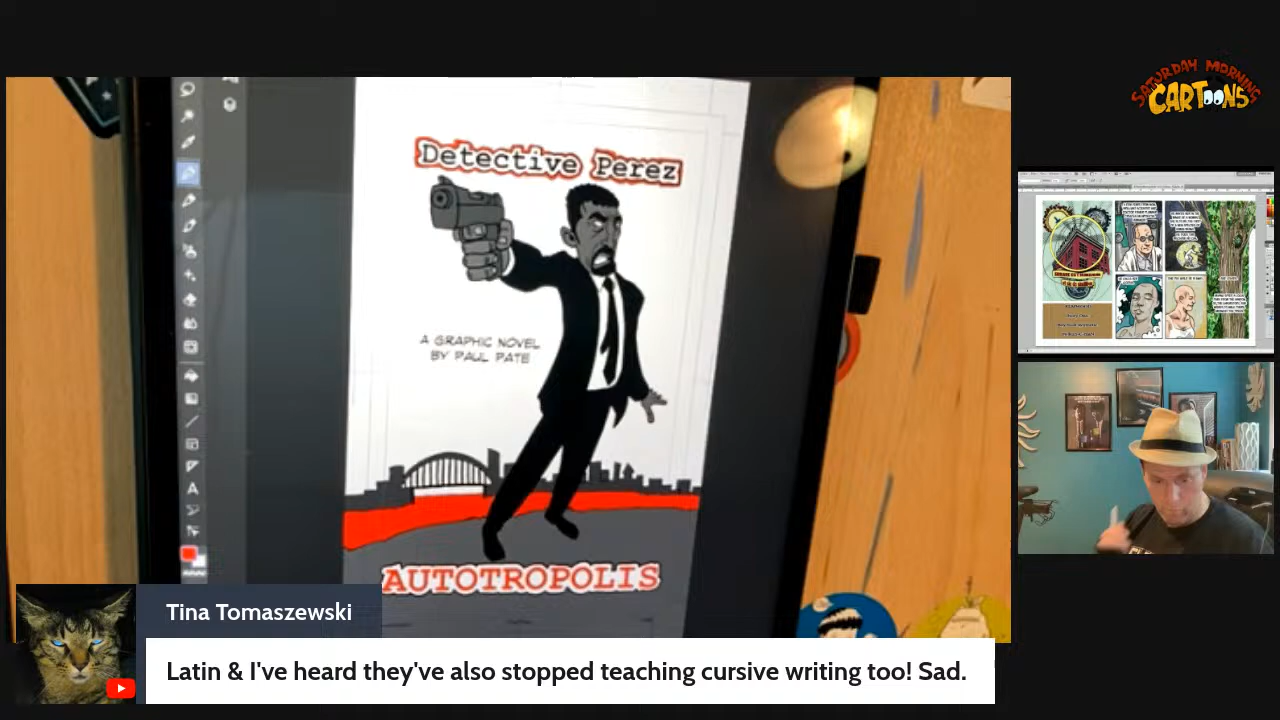 SATURDAY MORNING
CARTOONS
Detective Perez
A GRAPHIC NOVEL
BY PAUL PATE
AUTOTROPOLIS
A
Tina Tomaszewski
Latin & I've heard they've also stopped teaching cursive writing too! Sad.